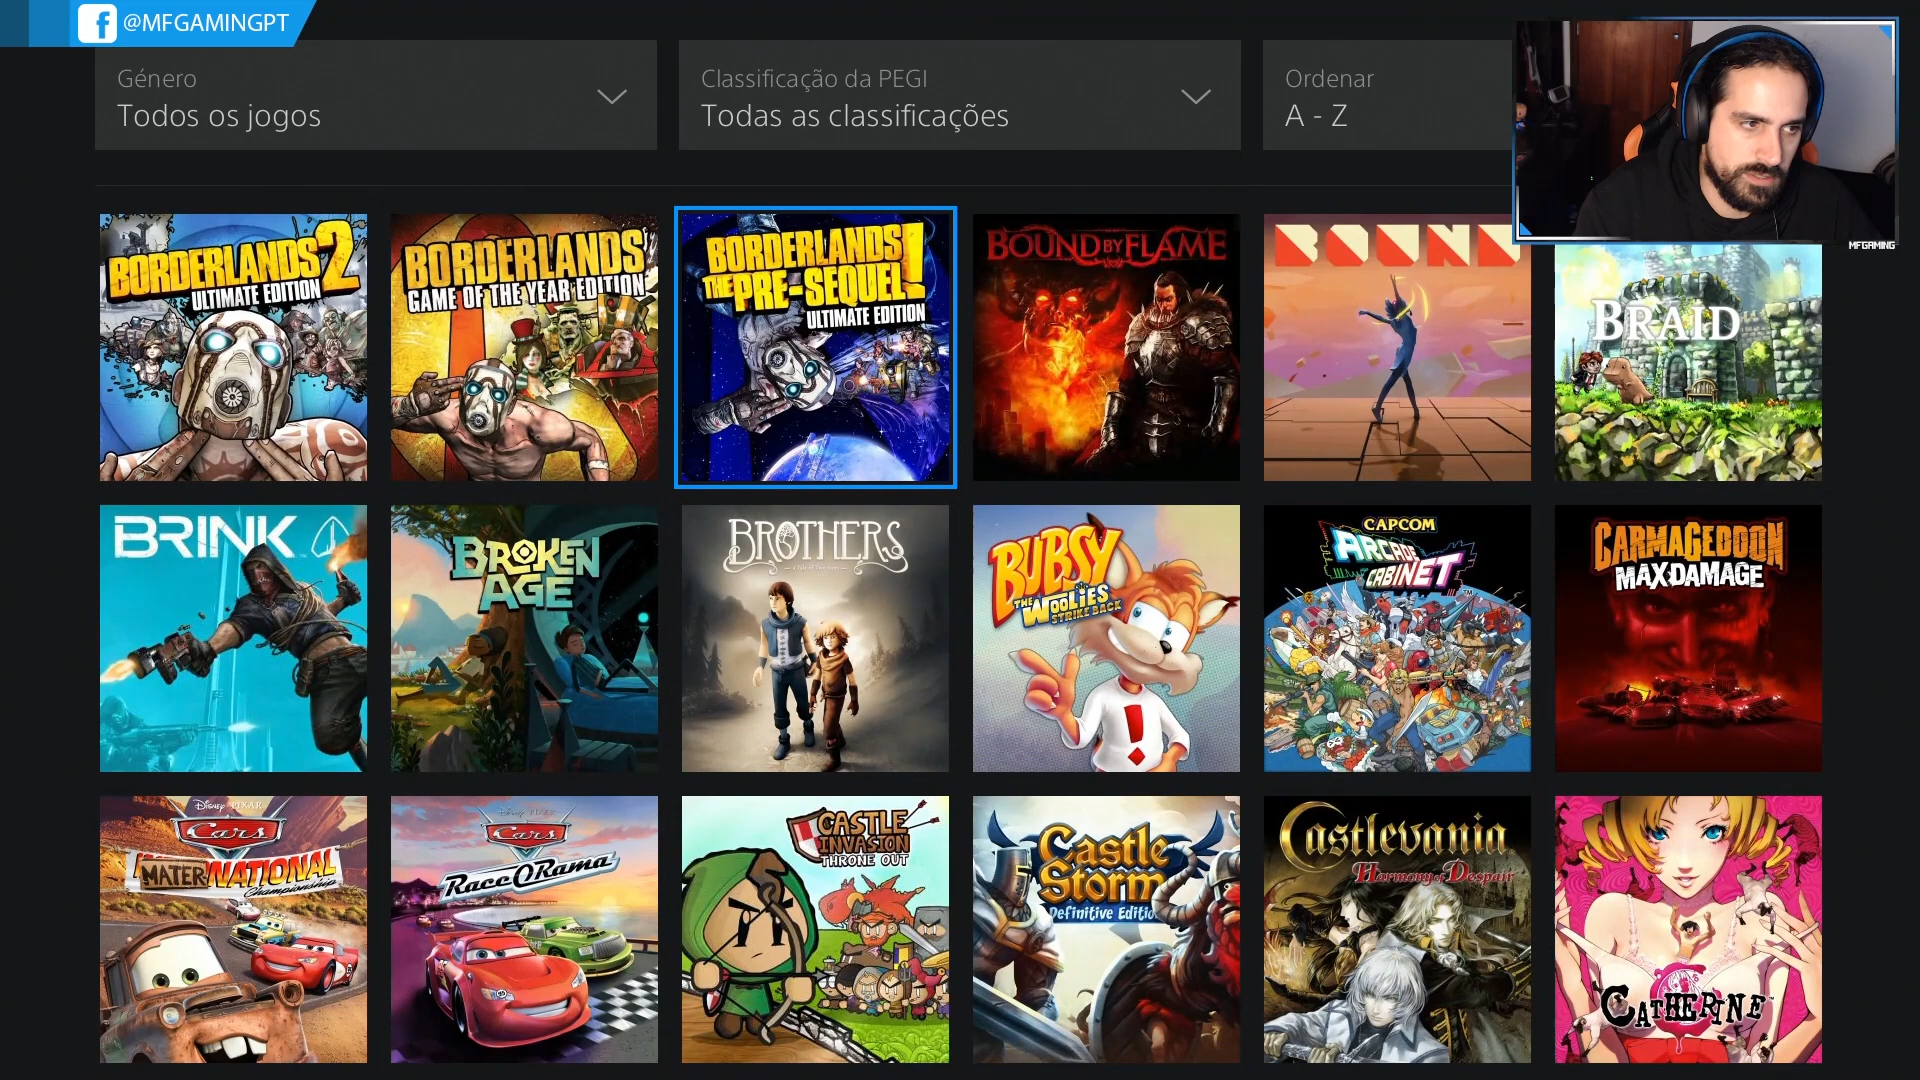 @MFGAMINGPT
Género
Todos os jogos
Classificação da PEGI
Todas as classificações
Ordenar
A - Z
MFGAMING
BORDERLANDS 2
ULTIMATE EDITION
BORDERLANDS
GAME OF THE YEAR EDITION
BORDERLANDS
THE PRE-SEQUEL!
ULTIMATE EDITION
BOUND BY FLAME
BOUND
BRAID
BRINK
BROKEN
AGE
BROTHERS
BUBSY
THE WOOLIES
STRIKE BACK
CAPCOM
ARCADE
CABINET
CARMAGEDDON
MAX DAMAGE
Disney PIXAR
Cars
MATER-NATIONAL
Championship
Disney PIXAR
Cars
Race O Rama
CASTLE
INVASION
THRONE OUT
Castle
Storm
Definitive Editio
Castlevania
Harmony of Despair
CATHERINE